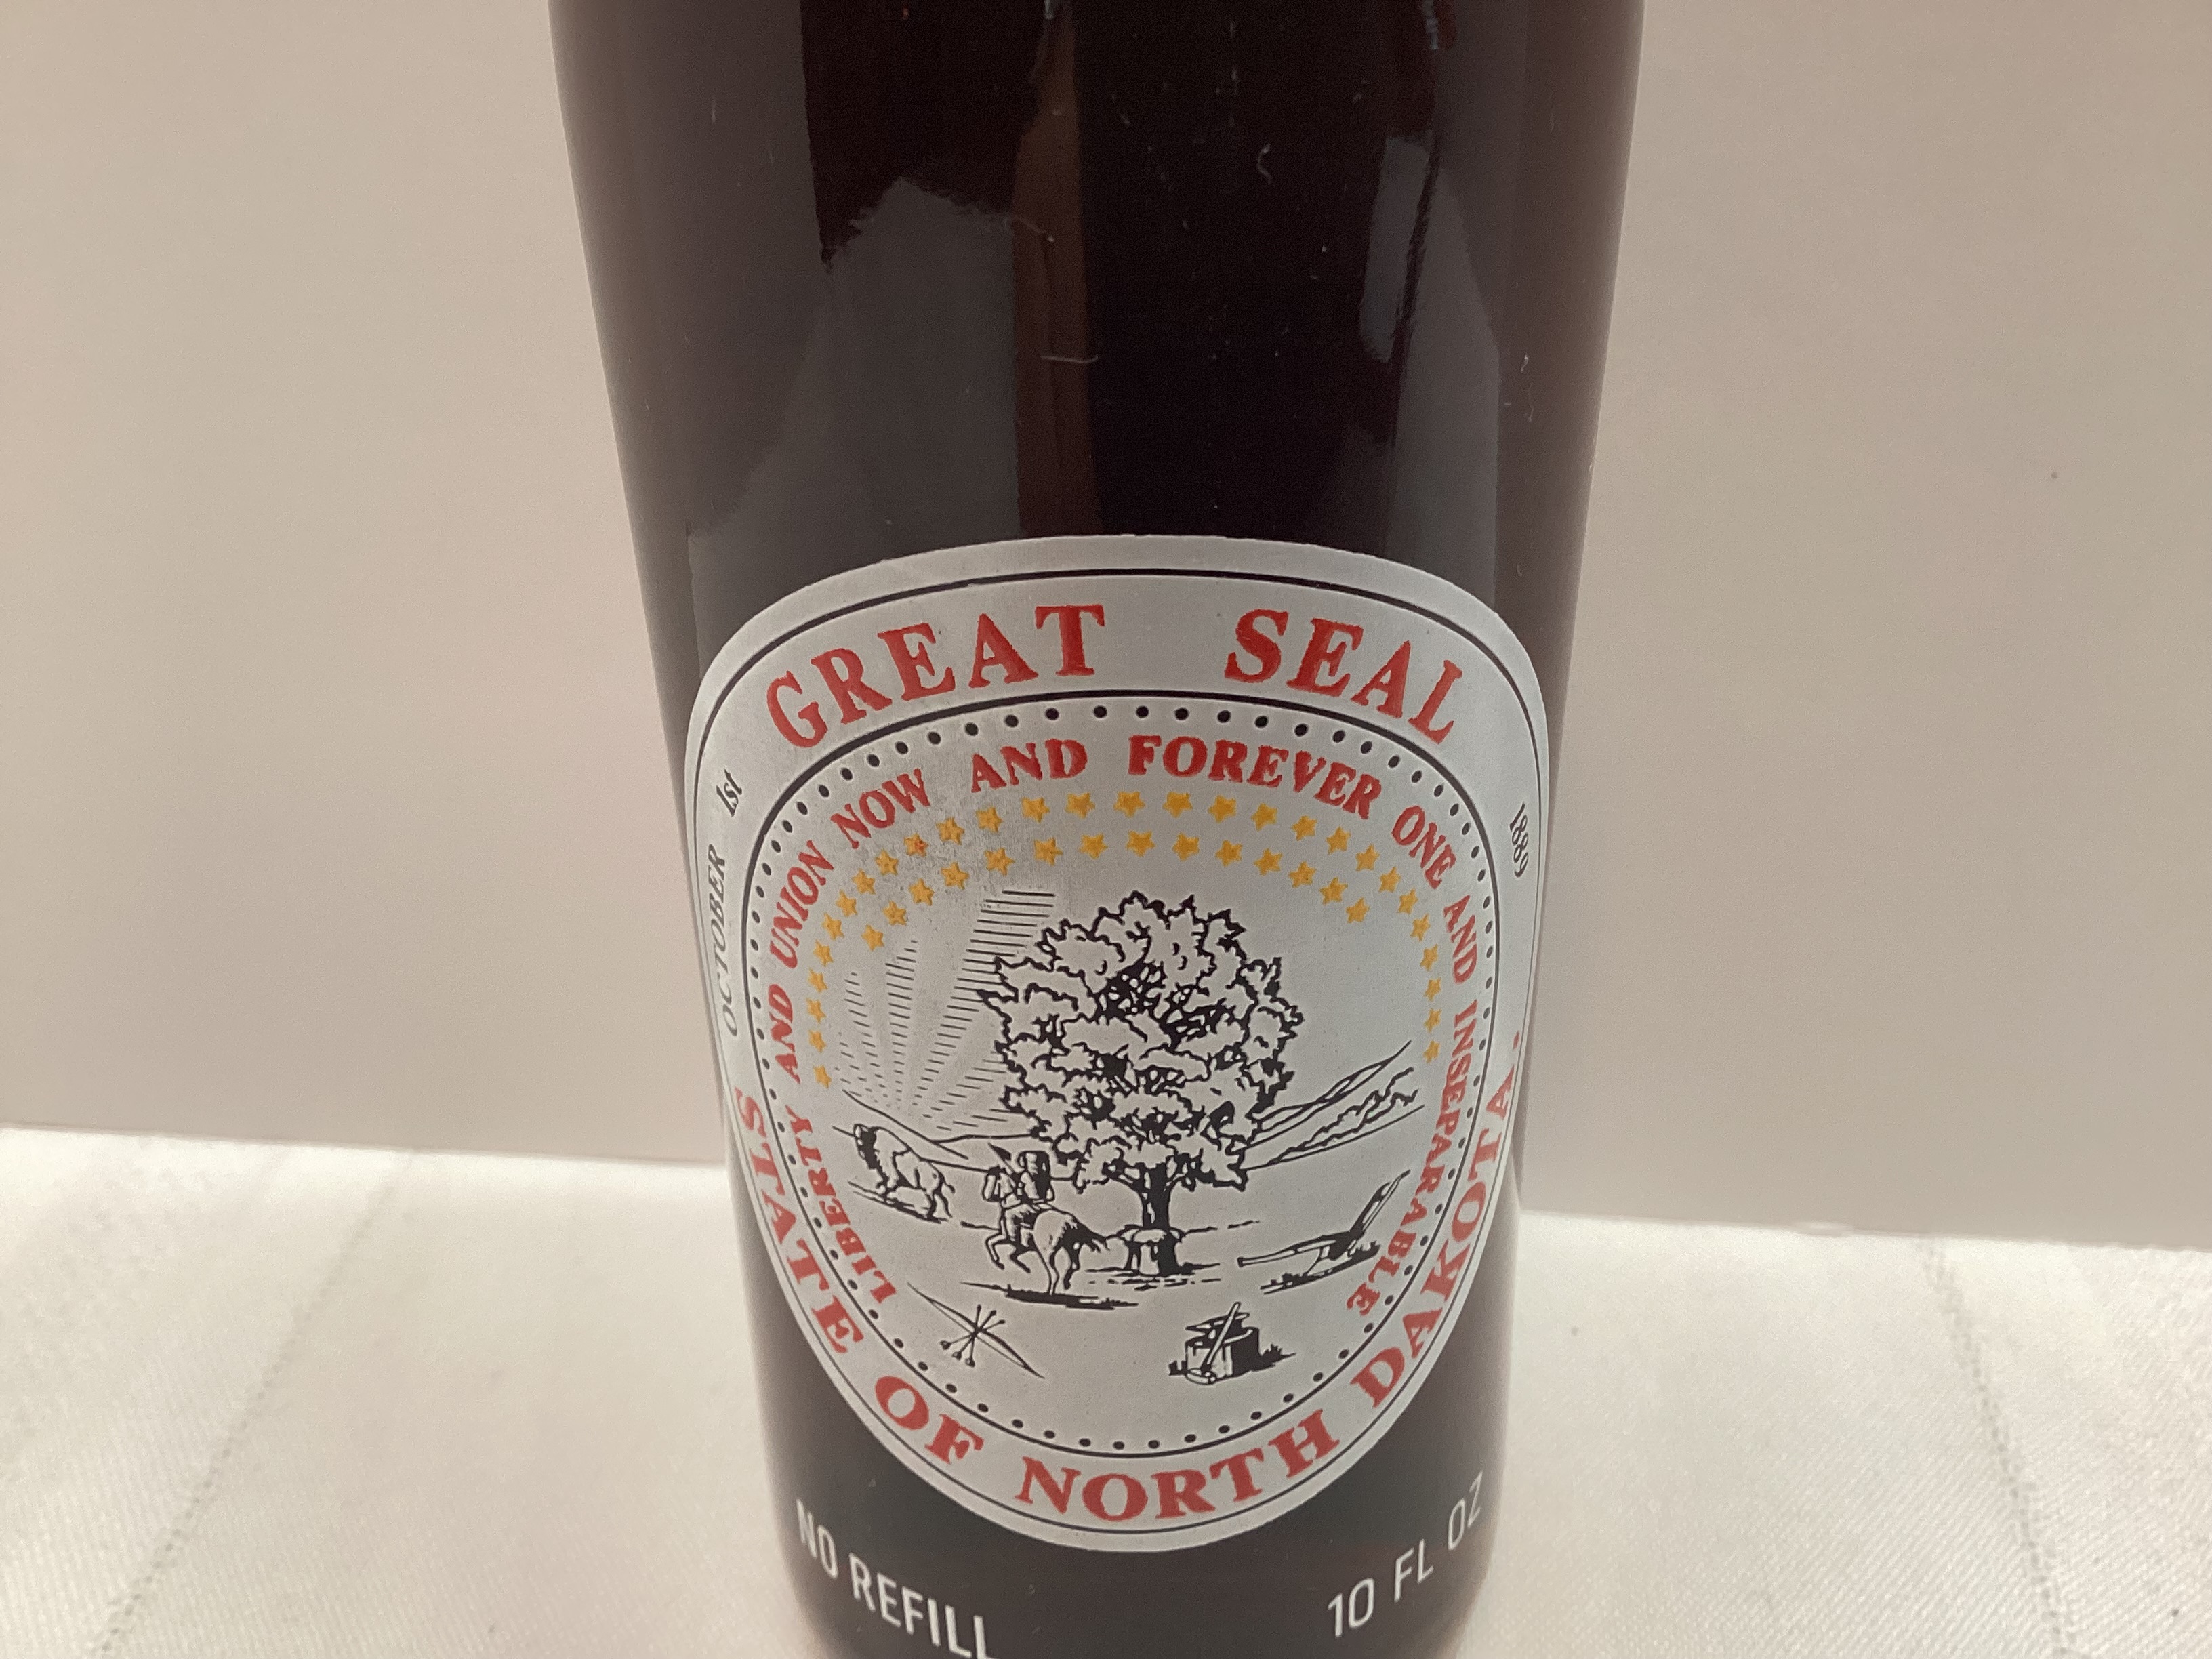 GREAT SEAL
OCTOBER 1st
1889
LIBERTY AND UNION NOW AND FOREVER ONE AND INSEPARABLE
STATE OF NORTH DAKOTA.
NO REFILL
10 FL OZ